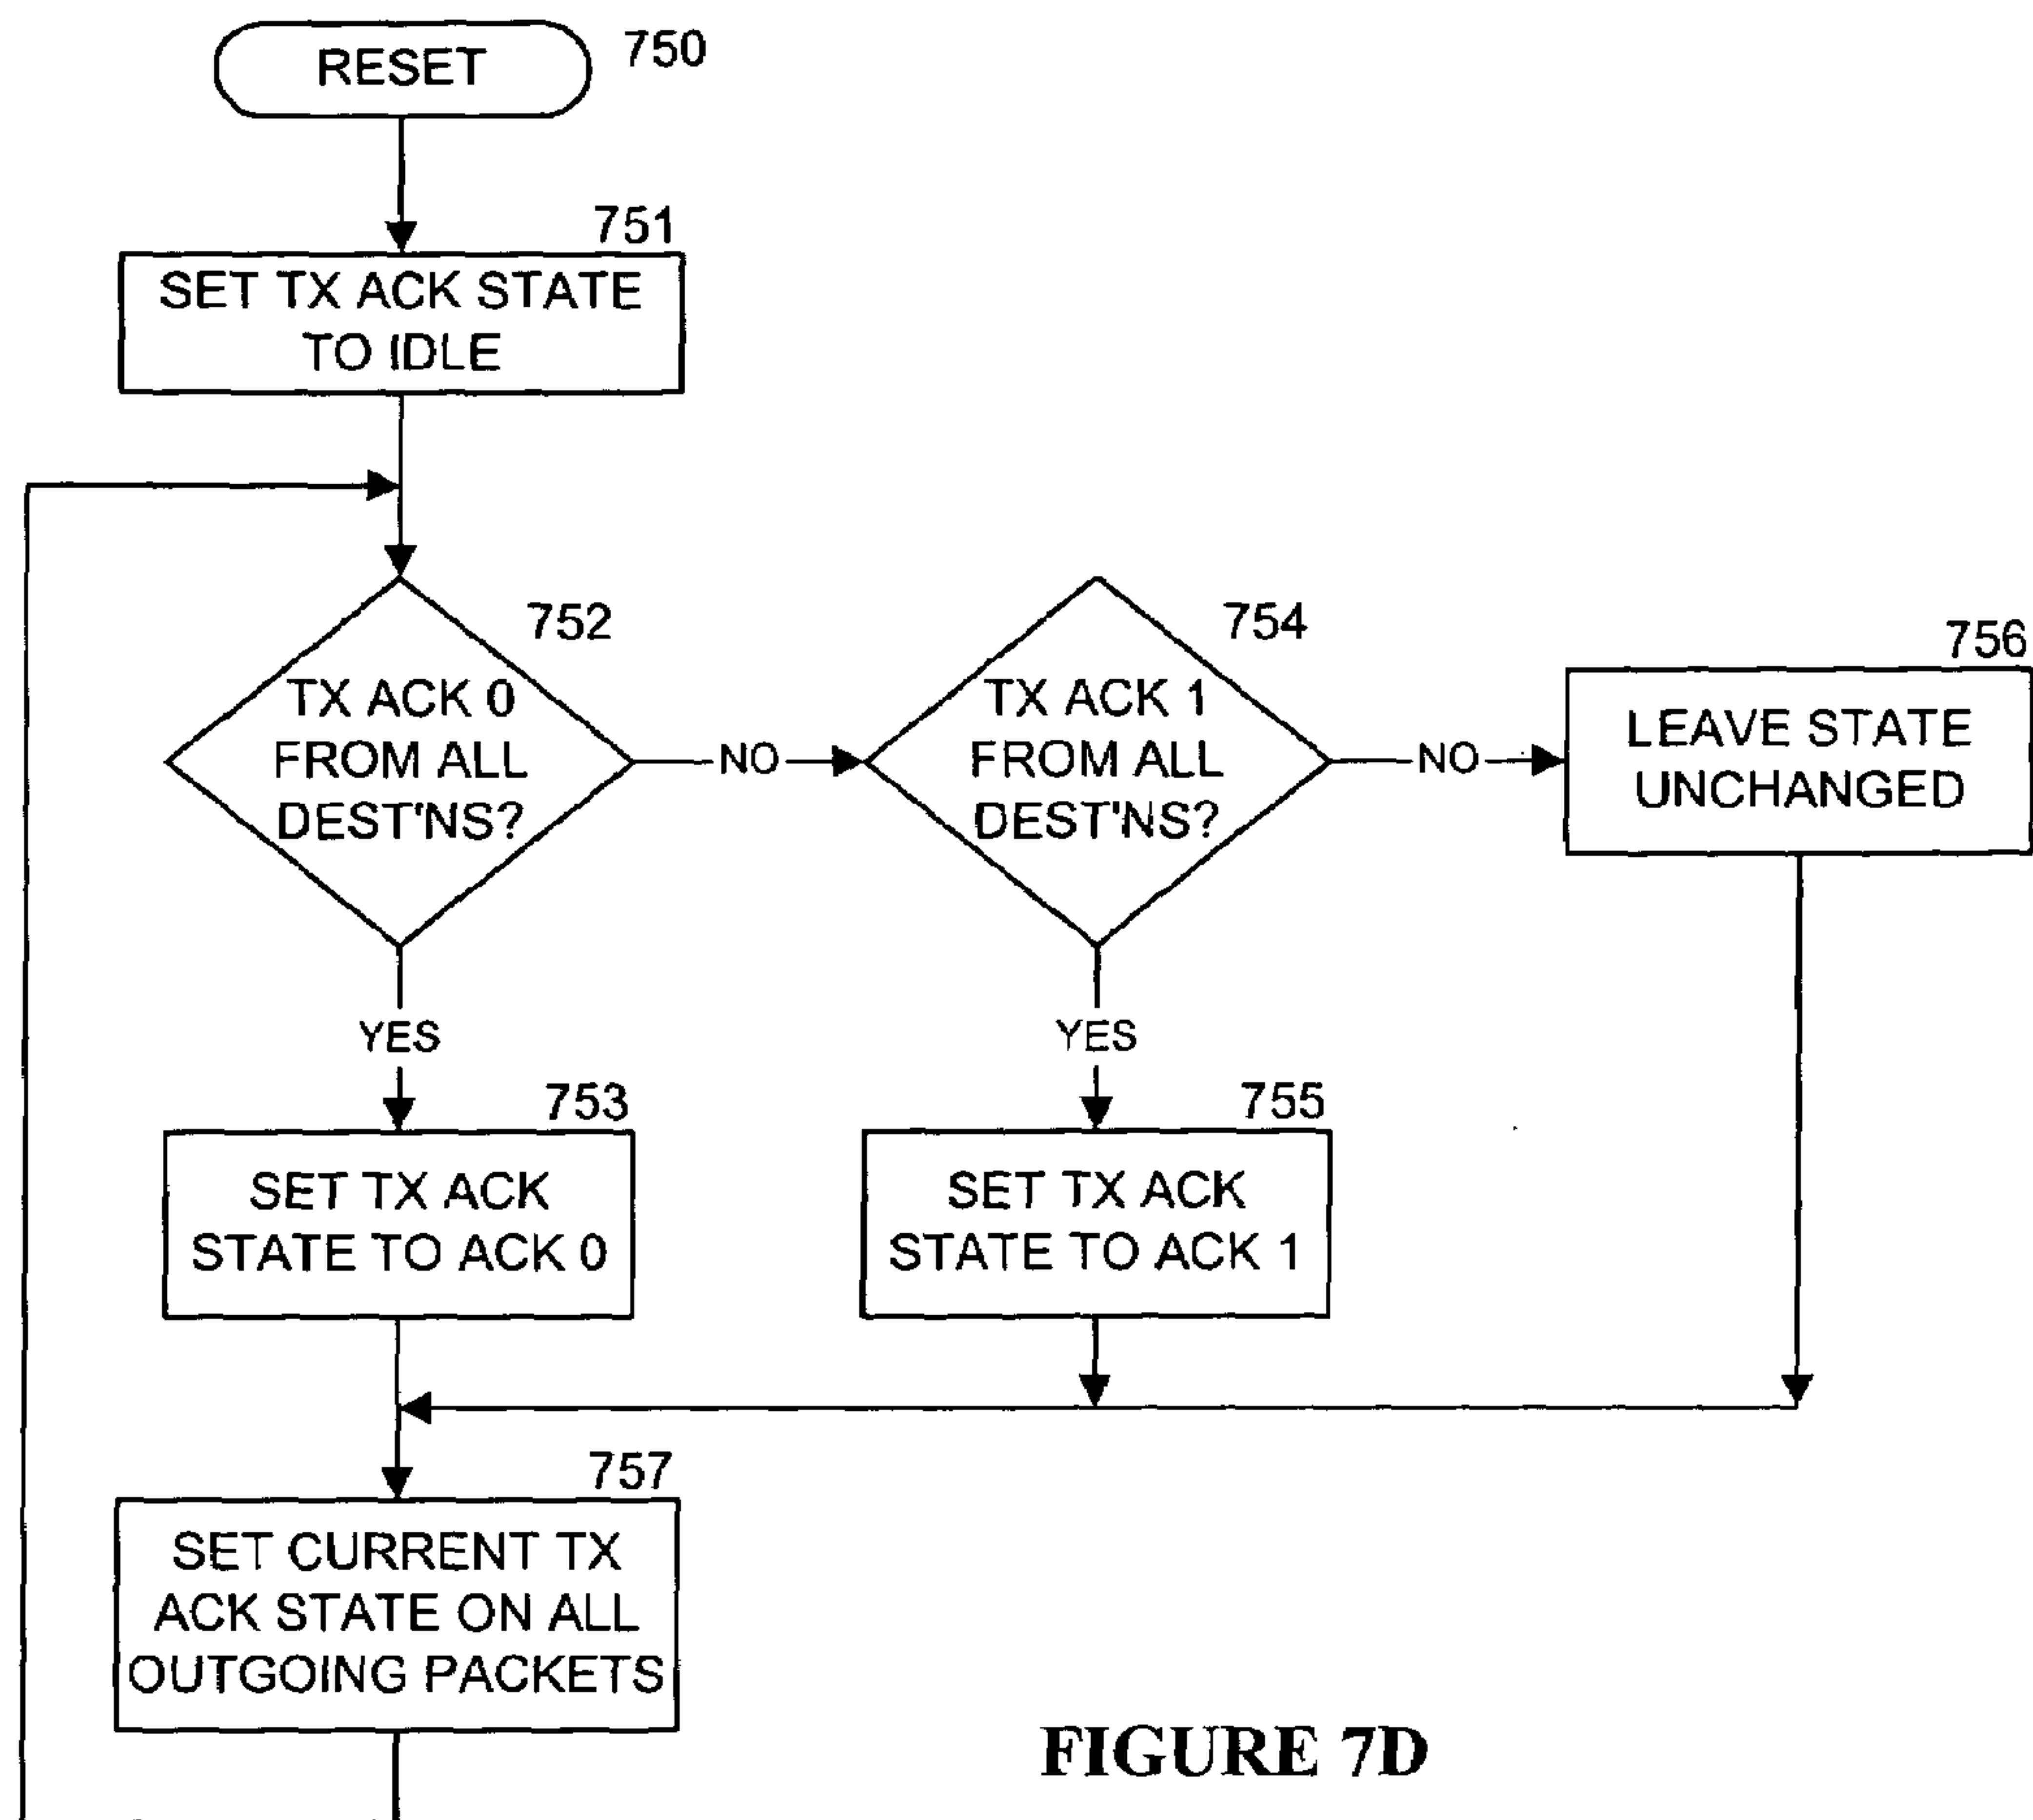 RESET
750
751
SET TX ACK STATE
TO IDLE
752
TX ACK 0
FROM ALL
DEST'NS?
NO
754
TX ACK 1
FROM ALL
DEST'NS?
NO
756
LEAVE STATE
UNCHANGED
YES
YES
753
SET TX ACK
STATE TO ACK 0
755
SET TX ACK
STATE TO ACK 1
757
SET CURRENT TX
ACK STATE ON ALL
OUTGOING PACKETS
FIGURE 7D